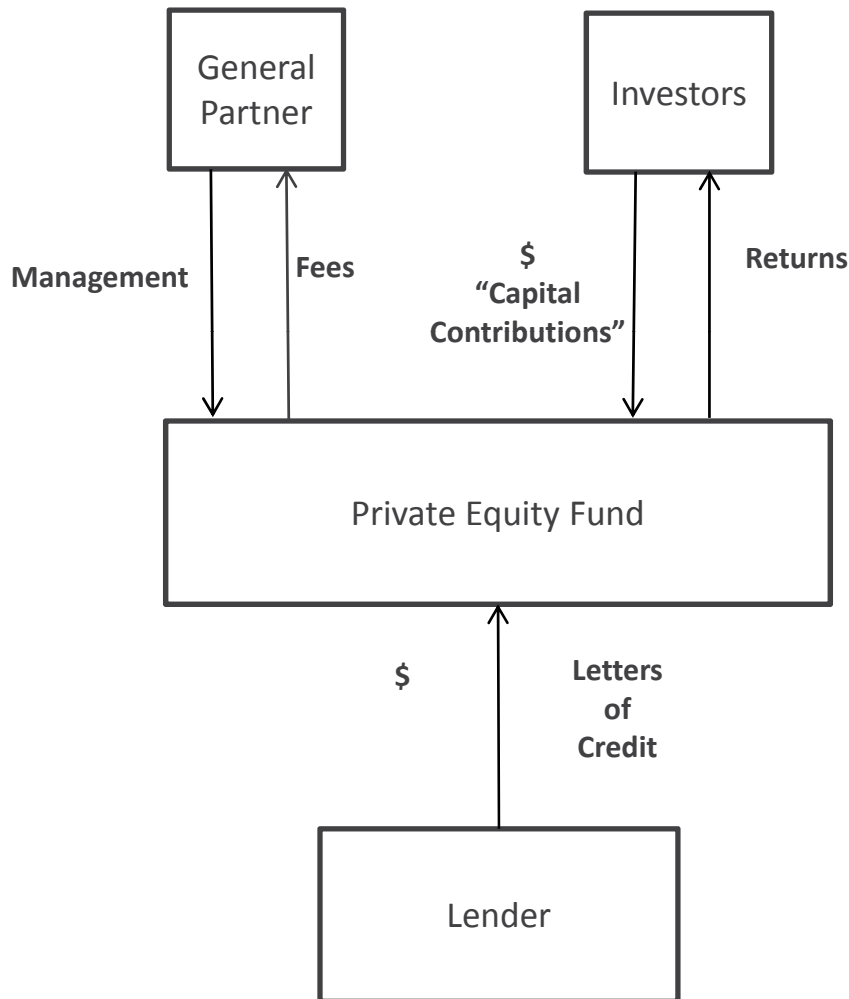 General
Partner
Investors
Management
Fees
$
“Capital
Contributions”
Returns
Private Equity Fund
$
Letters
of
Credit
Lender